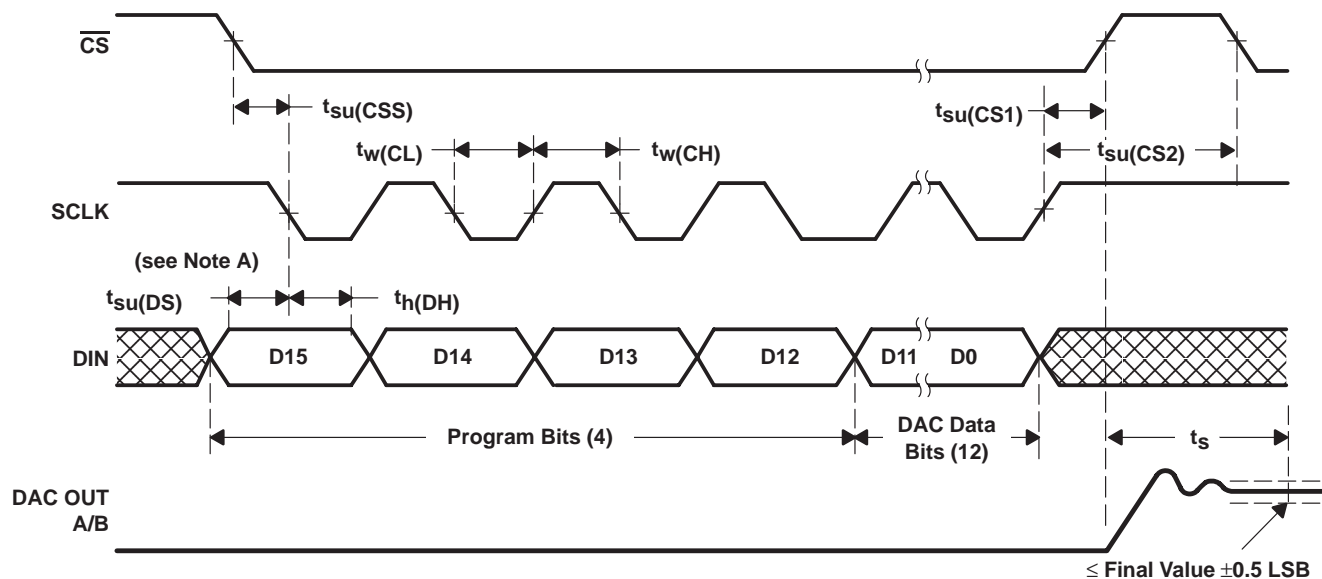 CS
tsu(CSS)
tsu(CS1)
tw(CL)
tw(CH)
tsu(CS2)
SCLK
(see Note A)
tsu(DS)
th(DH)
DIN
D15
D14
D13
D12
D11
D0
Program Bits (4)
DAC Data
Bits (12)
ts
DAC OUT
A/B
≤ Final Value ±0.5 LSB